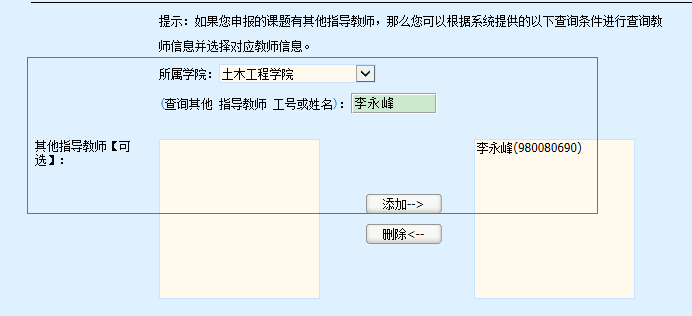 提示：如果您申报的课题有其他指导教师，那么您可以根据系统提供的以下查询条件进行查询教
师信息并选择对应教师信息。
所属学院：土木工程学院
(查询其他 指导教师 工号或姓名)：李永峰
其他指导教师【可
选】：
李永峰(980080690)
添加-->
删除<--